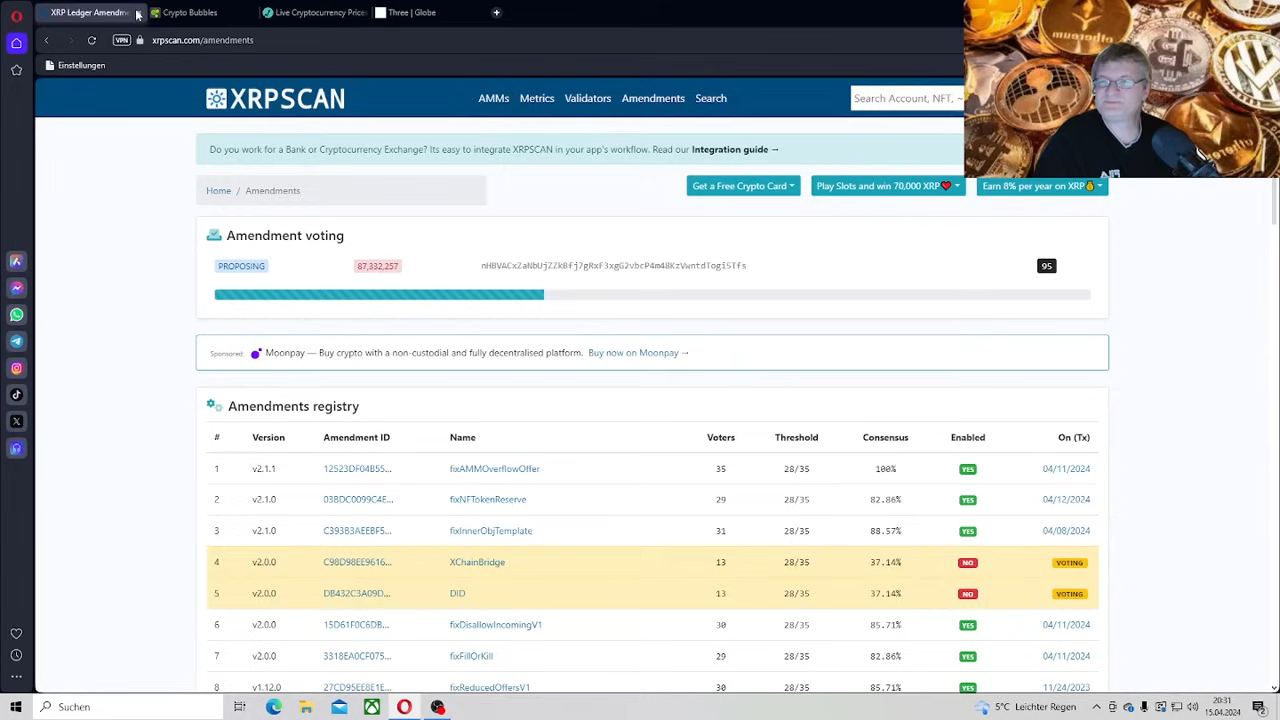 XRP Ledger Amendme
Crypto Bubbles
Live Cryptocurrency Prices
Three | Globe
VPN
xrpscan.com/amendments
Einstellungen
XRPSCAN
AMMs Metrics Validators Amendments Search
Search Account, NFT, ~
Do you work for a Bank or Cryptocurrency Exchange? Its easy to integrate XRPSCAN in your app's workflow. Read our Integration guide →
Home / Amendments
Get a Free Crypto Card
Play Slots and win 70,000 XRP
Earn 8% per year on XRP
Amendment voting
PROPOSING 87,332,257 nHBVACxZaNbUjZZkBfj7gRxF3xgG2vbcP4m48KzVwntdTogi5Tfs 95
Sponsored: Moonpay — Buy crypto with a non-custodial and fully decentralised platform. Buy now on Moonpay →
Amendments registry
# Version Amendment ID Name Voters Threshold Consensus Enabled On (Tx)
1 v2.1.1 12523DF04B55... fixAMMOverflowOffer 35 28/35 100% YES 04/11/2024
2 v2.1.0 03BDC0099C4E... fixNFTokenReserve 29 28/35 82.86% YES 04/12/2024
3 v2.1.0 C393B3AEEBF5... fixInnerObjTemplate 31 28/35 88.57% YES 04/08/2024
4 v2.0.0 C98D98EE9616... XChainBridge 13 28/35 37.14% NO VOTING
5 v2.0.0 DB432C3A09D... DID 13 28/35 37.14% NO VOTING
6 v2.0.0 15D61F0C6DB... fixDisallowIncomingV1 30 28/35 85.71% YES 04/11/2024
7 v2.0.0 3318EA0CF075... fixFillOrKill 29 28/35 82.86% YES 04/11/2024
8 v1.12.0 27CD95EE8E1E... fixReducedOffersV1 30 28/35 85.71% YES 11/24/2023
Suchen
5°C Leichter Regen
20:31
15.04.2024
2